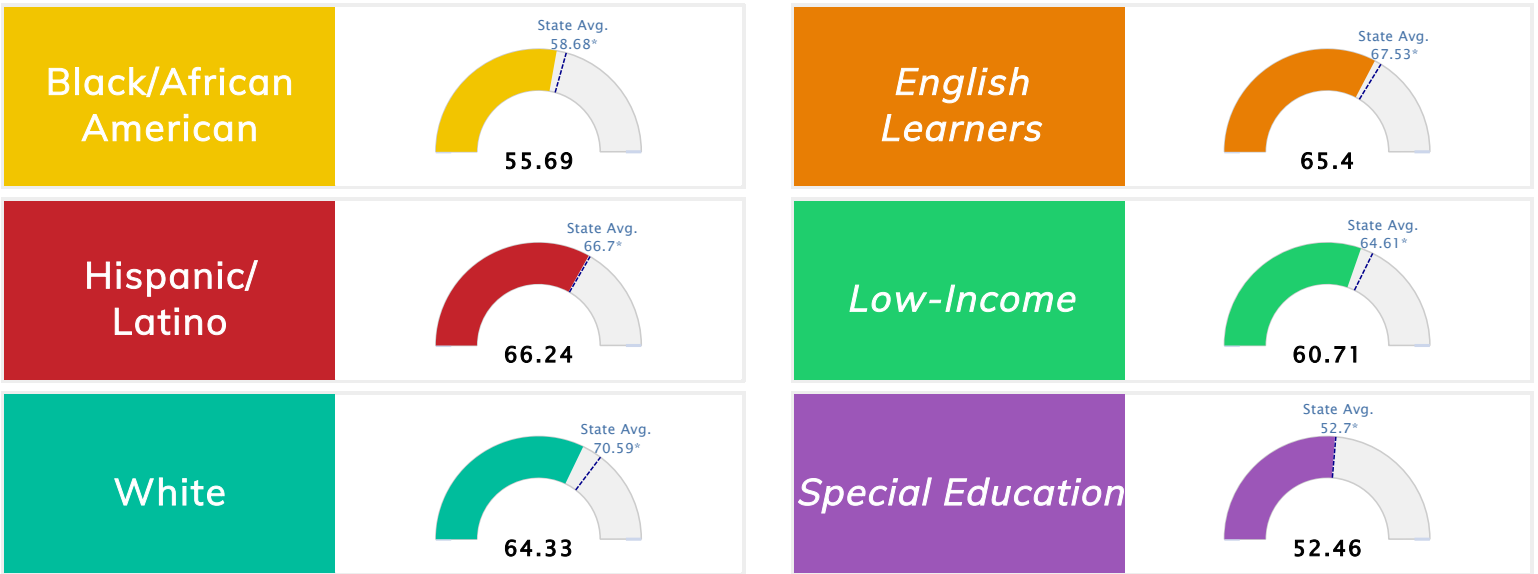 Black/African
American
State Avg.
58.68*
55.69
English
Learners
State Avg.
67.53*
65.4
Hispanic/
Latino
State Avg.
66.7*
66.24
Low-Income
State Avg.
64.61*
60.71
White
State Avg.
70.59*
64.33
Special Education
State Avg.
52.7*
52.46